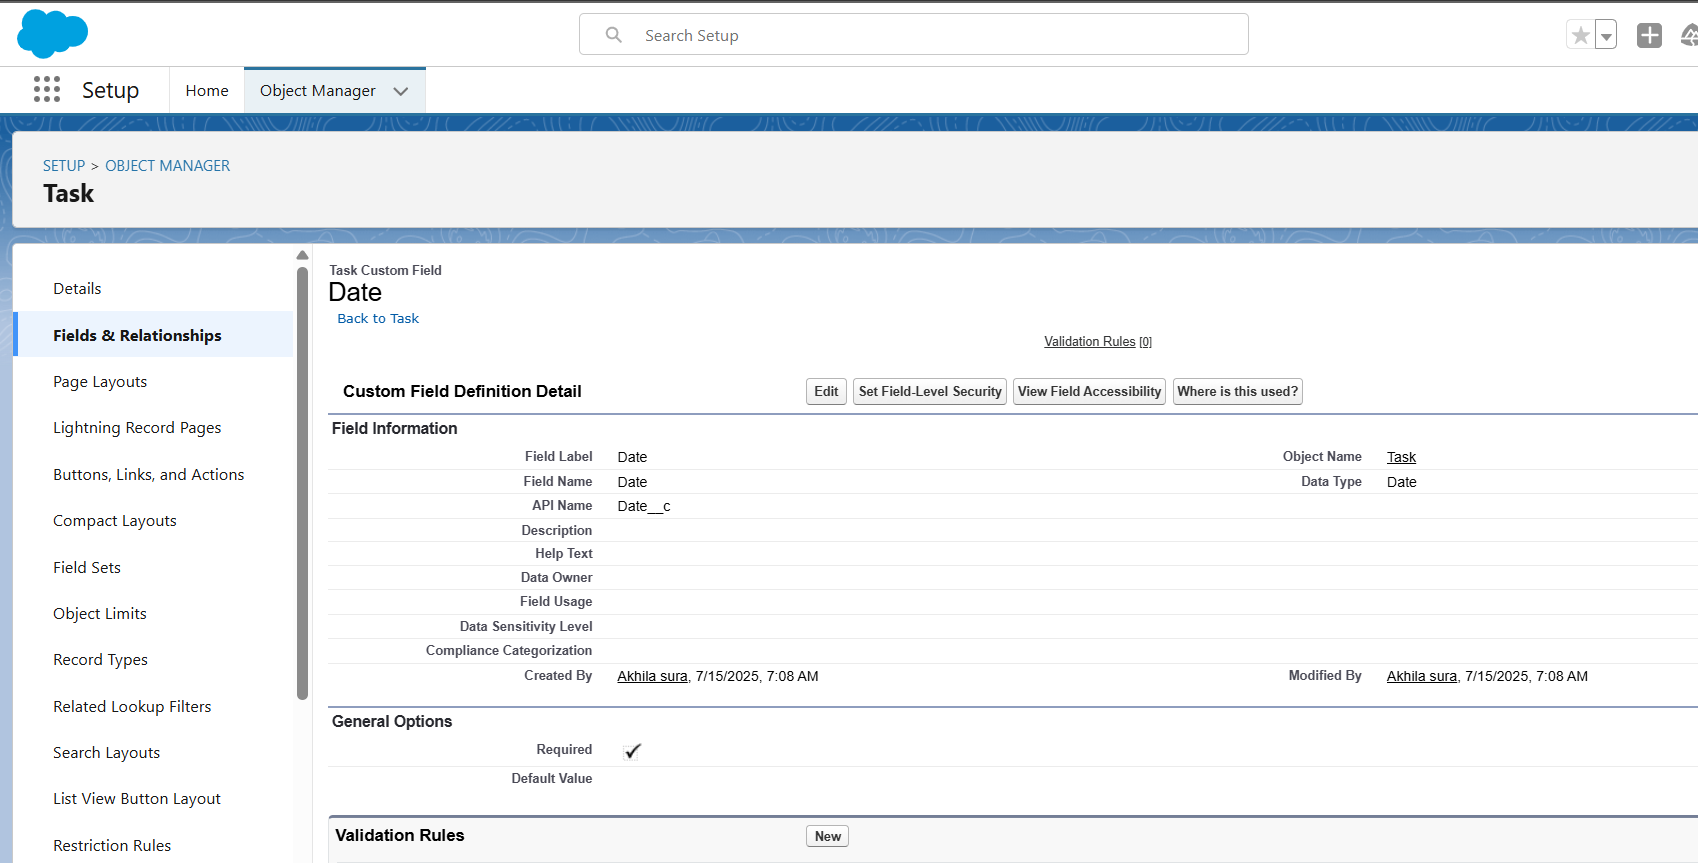 Search Setup
Setup
Home
Object Manager
SETUP > OBJECT MANAGER
Task
Details
Fields & Relationships
Page Layouts
Lightning Record Pages
Buttons, Links, and Actions
Compact Layouts
Field Sets
Object Limits
Record Types
Related Lookup Filters
Search Layouts
List View Button Layout
Restriction Rules
Task Custom Field
Date
Back to Task
Validation Rules [0]
Custom Field Definition Detail
Edit
Set Field-Level Security
View Field Accessibility
Where is this used?
Field Information
Field Label Date Object Name Task
Field Name Date Data Type Date
API Name Date__c
Description
Help Text
Data Owner
Field Usage
Data Sensitivity Level
Compliance Categorization
Created By Akhila sura, 7/15/2025, 7:08 AM Modified By Akhila sura, 7/15/2025, 7:08 AM
General Options
Required
Default Value
Validation Rules New